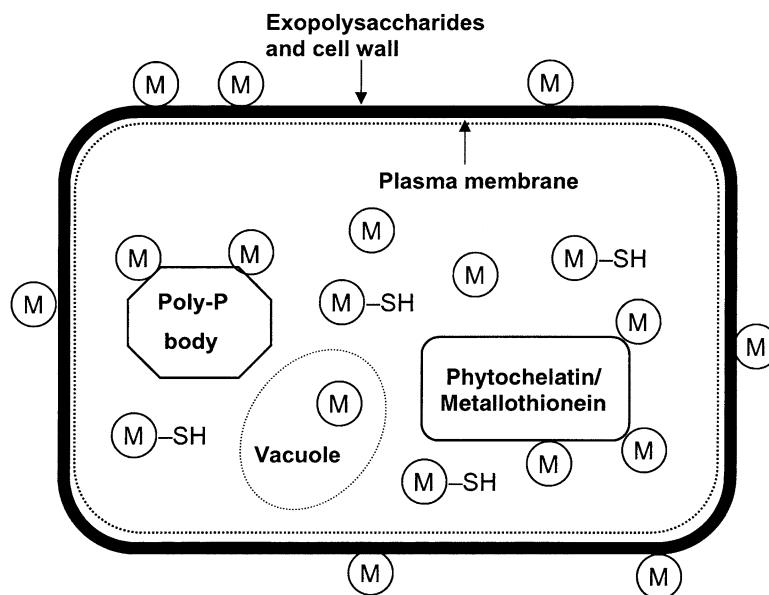 Exopolysaccharides
and cell wall
M
M
M
Plasma membrane
M
M
M
M
M–SH
M
M–SH
M
M
M
Poly-P
body
Phytochelatin/
Metallothionein
M
M–SH
Vacuole
M
M
M–SH
M
M